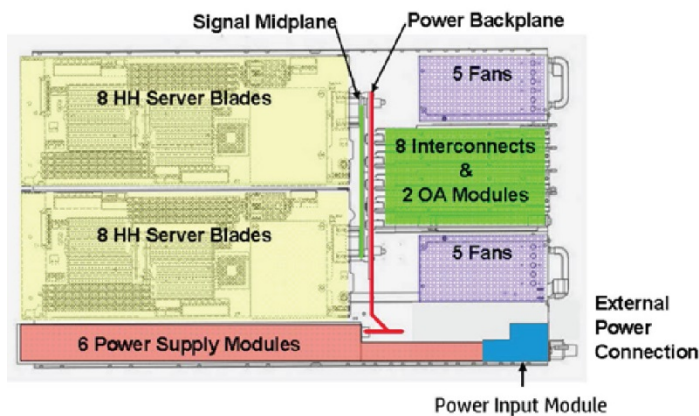 Signal Midplane
Power Backplane
8 HH Server Blades
5 Fans
8 Interconnects
&
2 OA Modules
8 HH Server Blades
5 Fans
External
Power
Connection
6 Power Supply Modules
Power Input Module